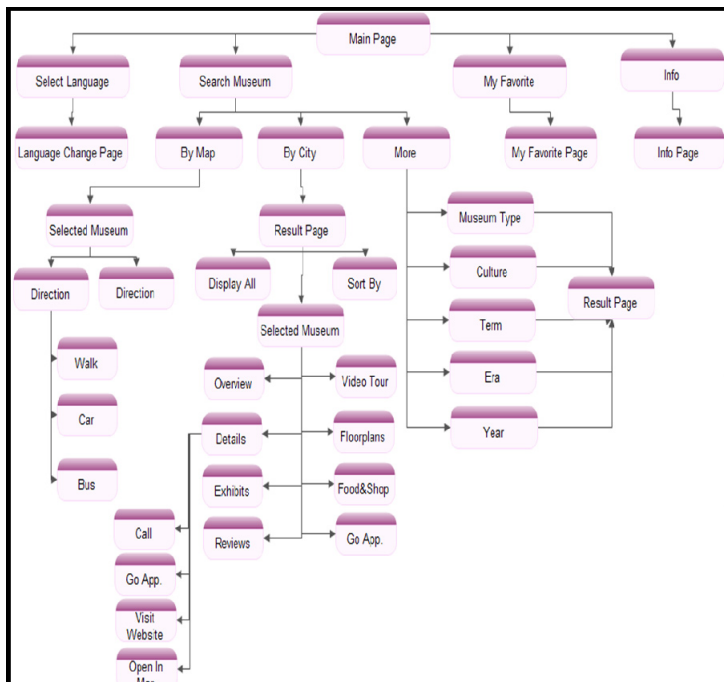 Main Page
Select Language
Search Museum
My Favorite
Info
Language Change Page
By Map
By City
More
My Favorite Page
Info Page
Selected Museum
Result Page
Museum Type
Direction
Direction
Display All
Sort By
Culture
Result Page
Selected Museum
Term
Walk
Overview
Video Tour
Era
Car
Details
Floorplans
Year
Bus
Exhibits
Food&Shop
Call
Reviews
Go App.
Go App.
Visit
Website
Open In